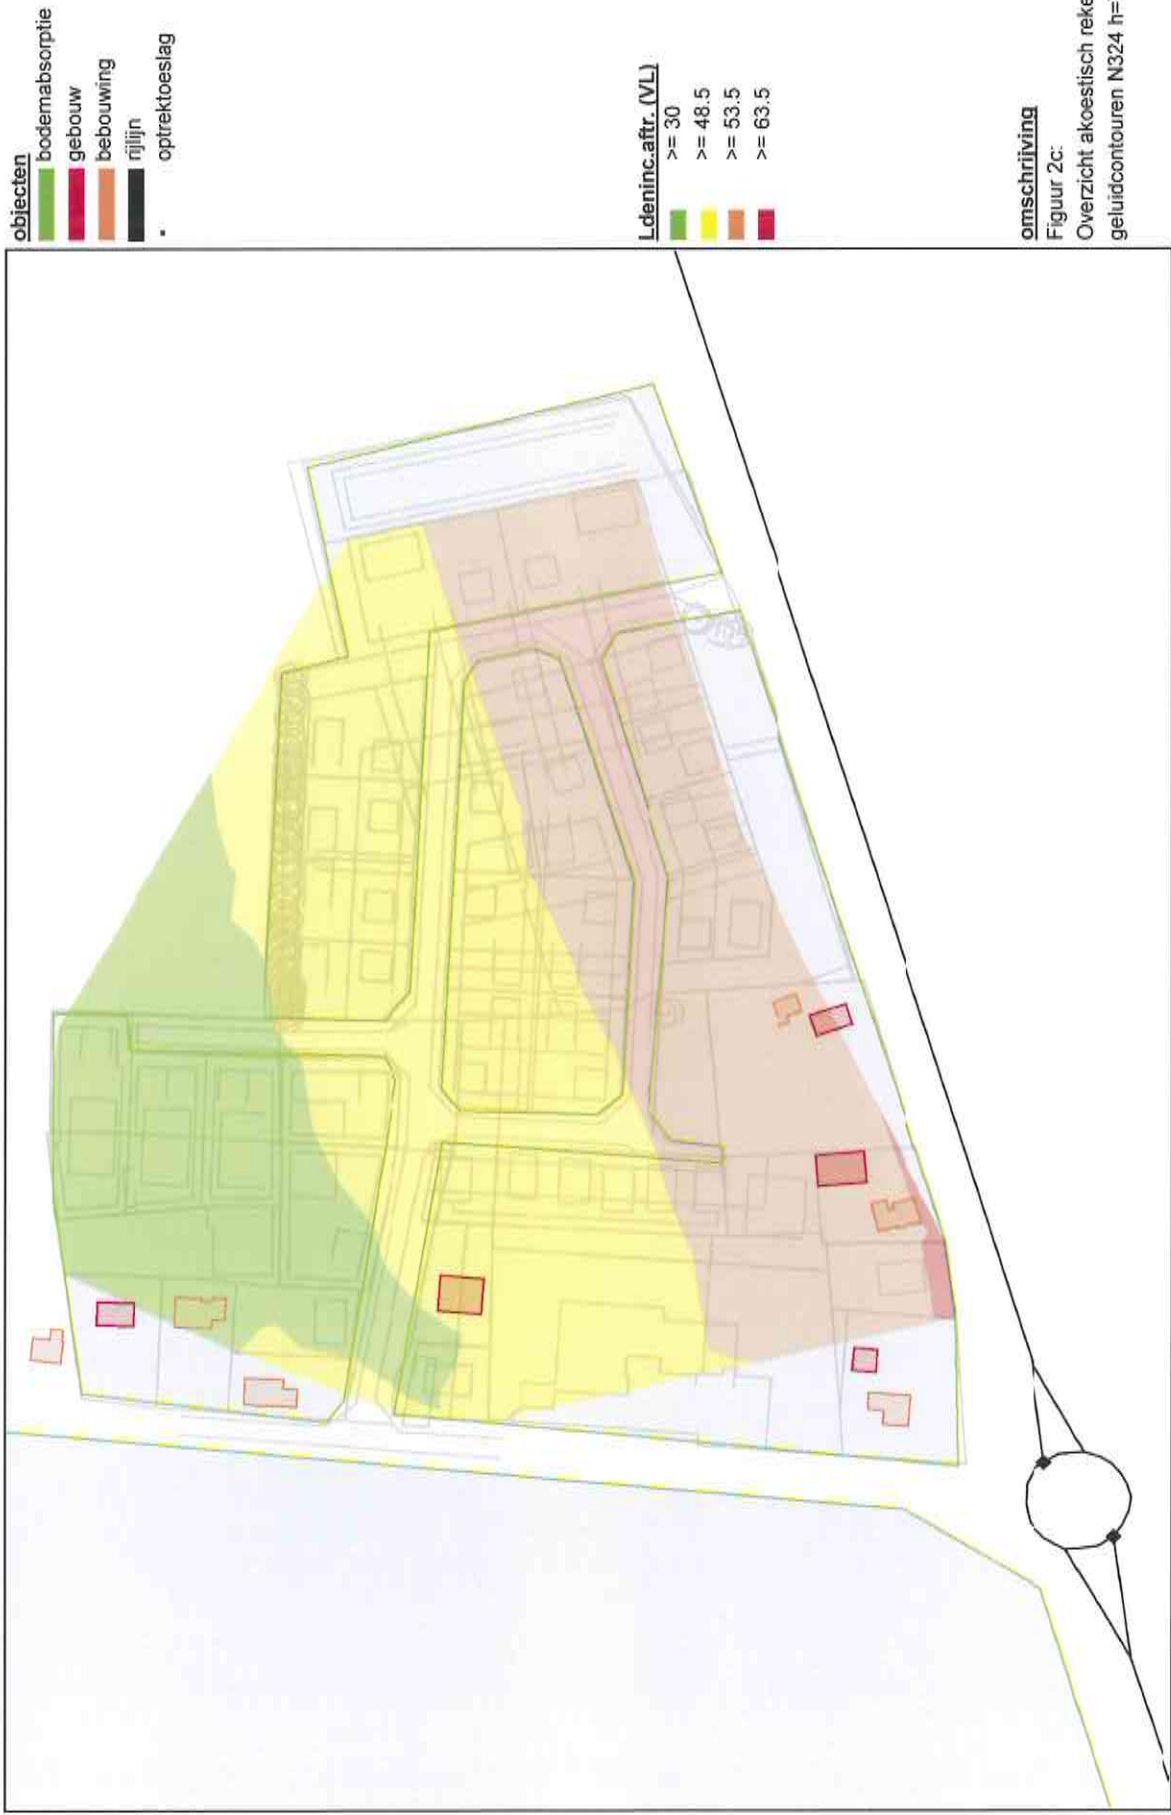 objecten
bodemabsorptie
gebouw
bebouwing
rijlijn
optrektoeslag
Ldeninc.aftr. (VL)
>= 30
>= 48.5
>= 53.5
>= 63.5
omschrijving
Figuur 2c:
Overzicht akoestisch reke
geluidcontouren N324 h=